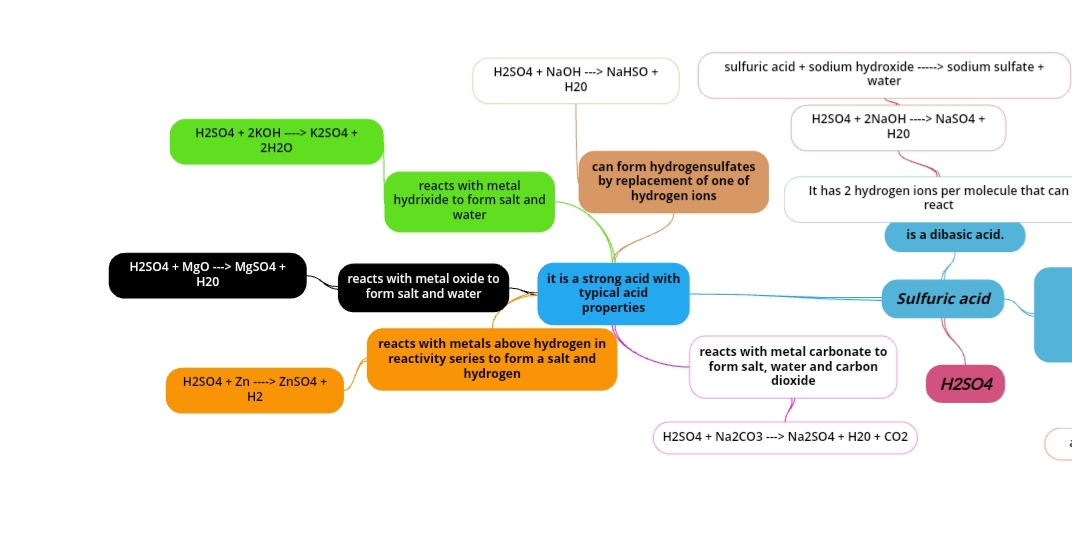 H2SO4 + NaOH ---> NaHSO +
H20
sulfuric acid + sodium hydroxide -----> sodium sulfate +
water
H2SO4 + 2NaOH ----> NaSO4 +
H20
H2SO4 + 2KOH ----> K2SO4 +
2H2O
can form hydrogensulfates
by replacement of one of
hydrogen ions
reacts with metal
hydrixide to form salt and
water
It has 2 hydrogen ions per molecule that can
react
is a dibasic acid.
H2SO4 + MgO ---> MgSO4 +
H20
reacts with metal oxide to
form salt and water
it is a strong acid with
typical acid
properties
Sulfuric acid
reacts with metals above hydrogen in
reactivity series to form a salt and
hydrogen
reacts with metal carbonate to
form salt, water and carbon
dioxide
H2SO4
H2SO4 + Zn ----> ZnSO4 +
H2
H2SO4 + Na2CO3 ---> Na2SO4 + H20 + CO2